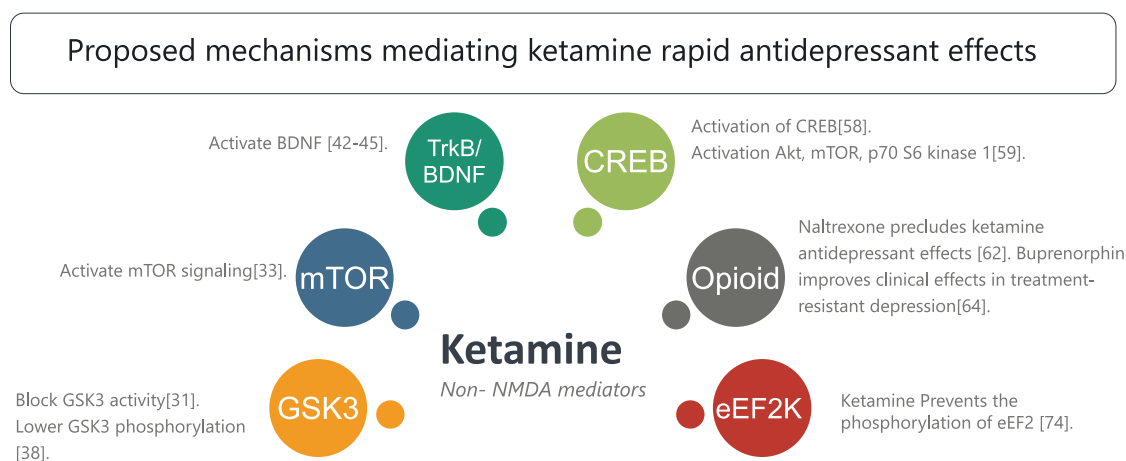 Proposed mechanisms mediating ketamine rapid antidepressant effects
Activate BDNF [42-45].
TrkB/
BDNF
CREB
Activation of CREB[58].
Activation Akt, mTOR, p70 S6 kinase 1[59].
Activate mTOR signaling[33].
mTOR
Opioid
Naltrexone precludes ketamine
antidepressant effects [62]. Buprenorphin
improves clinical effects in treatment-
resistant depression[64].
Ketamine
Non- NMDA mediators
Block GSK3 activity[31].
Lower GSK3 phosphorylation
[38].
GSK3
eEF2K
Ketamine Prevents the
phosphorylation of eEF2 [74].